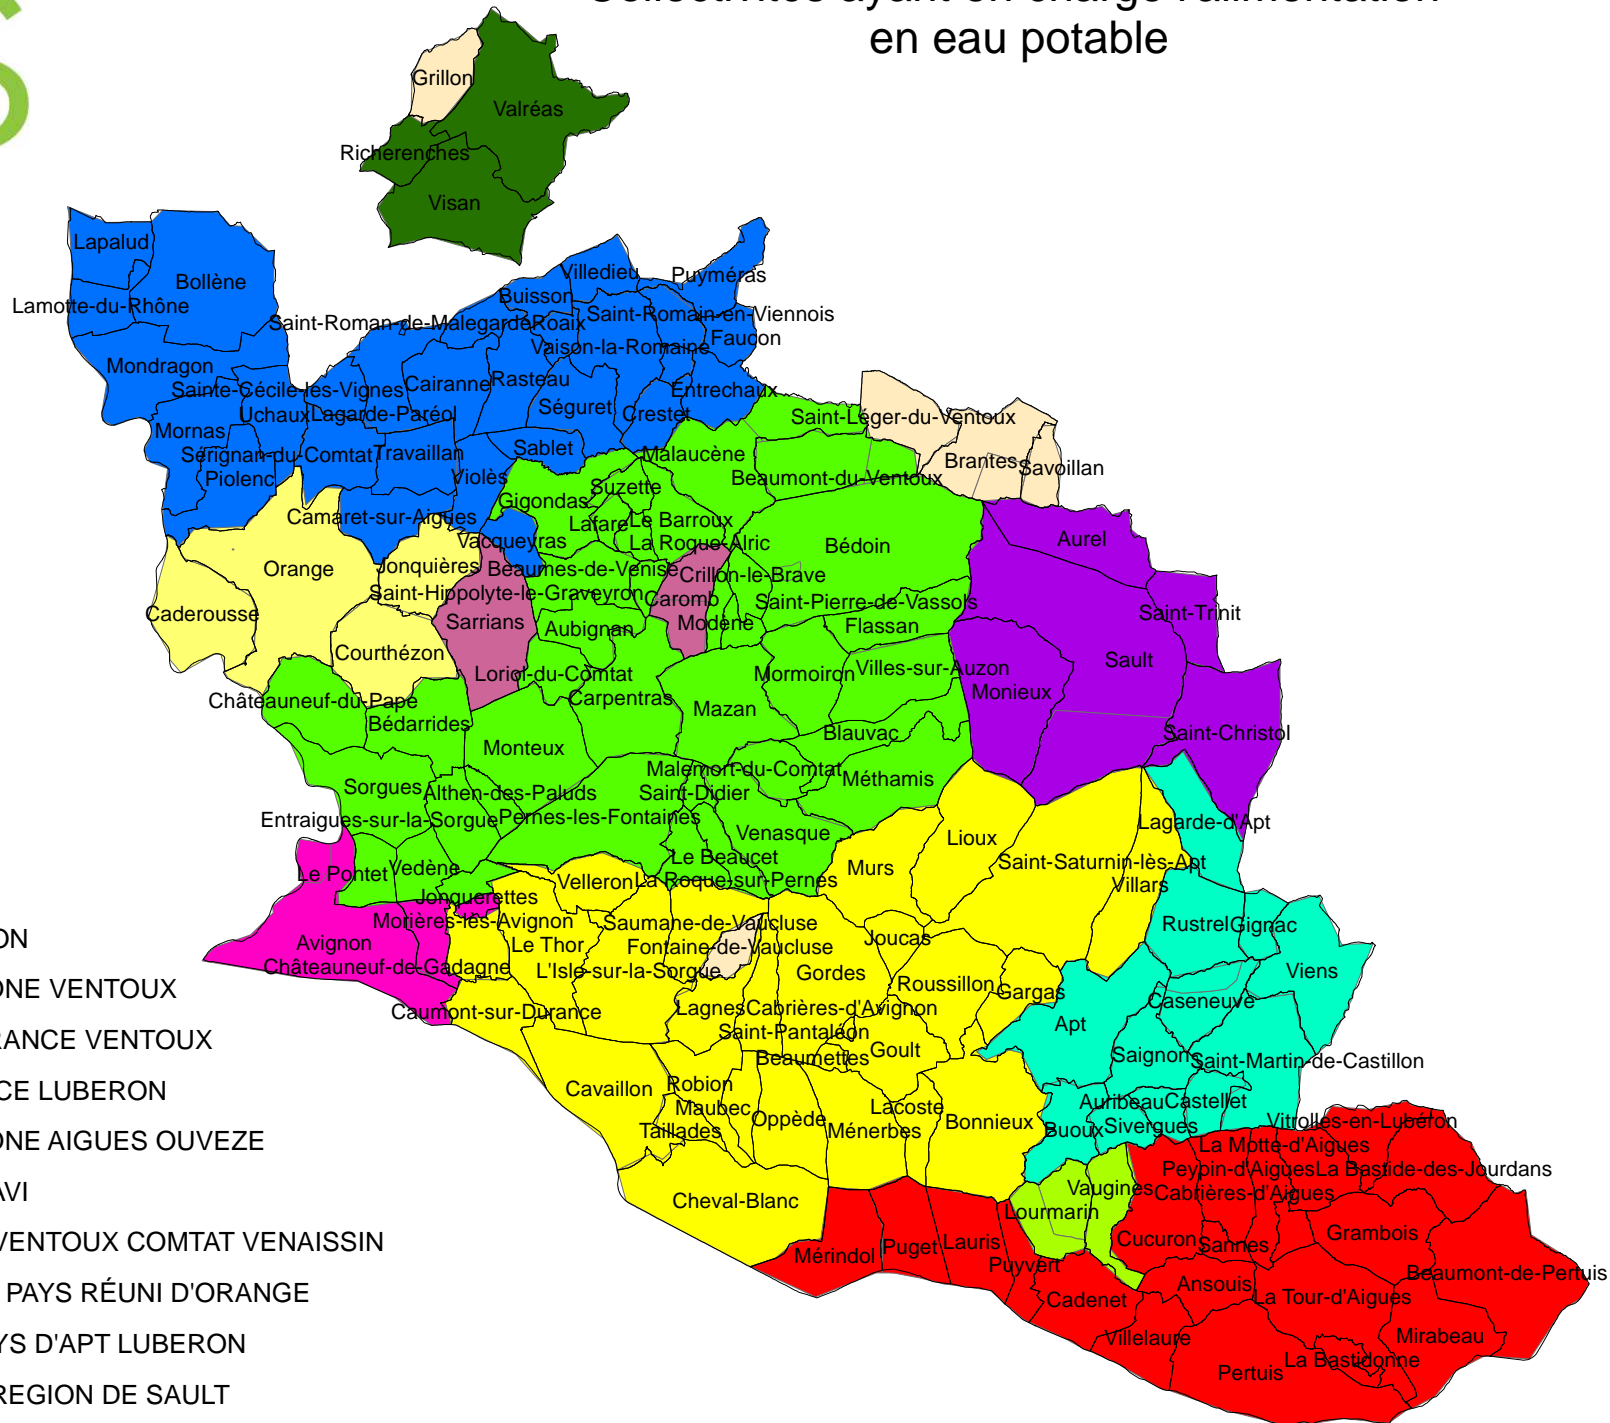 en eau potable
Grillon
Valréas
Richerenches
Visan
Lapalud
Bollène
Villedieu
Puyméras
Buisson
Lamotte-du-Rhône
Saint-Romain-en-Viennois
Saint-Roman-de-Malegarde
Roaix
Faucon
Vaison-la-Romaine
Mondragon
Rasteau
Cairanne
Sainte-Cécile-les-Vignes
Entrechaux
Séguret
Uchaux
Lagarde-Paréol
Crestet
Saint-Léger-du-Ventoux
Mornas
Sablet
Sérignan-du-Comtat
Travaillan
Malaucène
Brantes
Savoillan
Piolenc
Violès
Beaumont-du-Ventoux
Suzette
Gigondas
Camaret-sur-Aigues
Lafare
Le Barroux
Vacqueyras
La Roque-Alric
Bédoin
Aurel
Orange
Jonquières
Beaumes-de-Venise
Crillon-le-Brave
Saint-Hippolyte-le-Graveyron
Caromb
Saint-Pierre-de-Vassols
Caderousse
Saint-Trinit
Sarrians
Aubignan
Modène
Flassan
Courthézon
Sault
Loriol-du-Comtat
Mormoiron
Villes-sur-Auzon
Monieux
Châteauneuf-du-Pape
Carpentras
Mazan
Bédarrides
Blauvac
Saint-Christol
Monteux
Malemort-du-Comtat
Méthamis
Sorgues
Althen-des-Paluds
Saint-Didier
Entraigues-sur-la-Sorgue
Pernes-les-Fontaines
Lagarde-d'Apt
Venasque
Lioux
Le Beaucet
Saint-Saturnin-lès-Apt
Le Pontet
Vedène
Murs
Velleron
La Roque-sur-Pernes
Villars
Jonquerettes
Morières-lès-Avignon
Saumane-de-Vaucluse
Rustrel
Gignac
Avignon
Le Thor
Fontaine-de-Vaucluse
Joucas
Châteauneuf-de-Gadagne
L'Isle-sur-la-Sorgue
Gordes
Viens
Roussillon
Gargas
Caseneuve
Caumont-sur-Durance
Lagnes
Cabrières-d'Avignon
Apt
Saint-Pantaléon
Beaumettes
Goult
Saignon
Saint-Martin-de-Castillon
Cavaillon
Robion
Maubec
Oppède
Lacoste
Bonnieux
Auribeau
Castellet
Taillades
Ménerbes
Buoux
Sivergues
Vitrolles-en-Lubéron
La Motte-d'Aigues
Peypin-d'Aigues
La Bastide-des-Jourdans
Cheval-Blanc
Vaugines
Cabrières-d'Aigues
Lourmarin
Mérindol
Puget
Lauris
Cucuron
Sannes
Grambois
Puyvert
Beaumont-de-Pertuis
Ansouis
Cadenet
La Tour-d'Aigues
Villelaure
Mirabeau
La Bastidonne
Pertuis
ON
ONE VENTOUX
RANCE VENTOUX
CE LUBERON
ONE AIGUES OUVEZE
AVI
VENTOUX COMTAT VENAISSIN
PAYS RÉUNI D'ORANGE
YS D'APT LUBERON
REGION DE SAULT